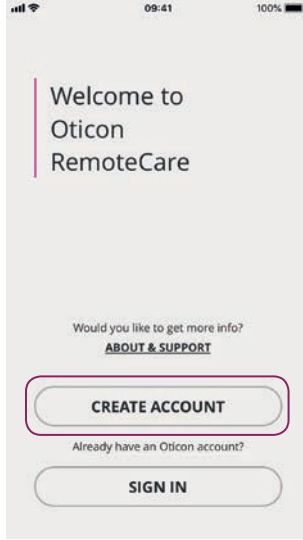 09:41
100%
Welcome to
Oticon
RemoteCare
Would you like to get more info?
ABOUT & SUPPORT
CREATE ACCOUNT
Already have an Oticon account?
SIGN IN